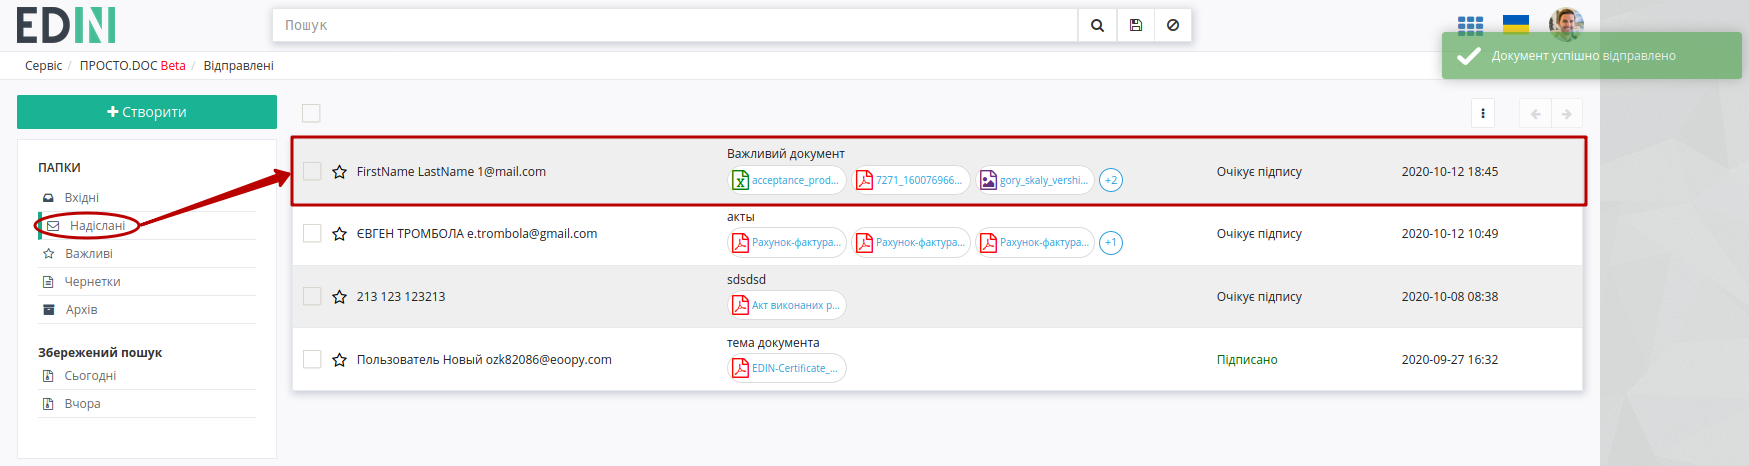 EDIN
Пошук
Документ успішно відправлено
Сервіс / ПРОСТО.DOC Beta / Відправлені
Створити
ПАПКИ
Вхідні
Надіслані
Важливі
Чернетки
Архів
Збережений пошук
Сьогодні
Вчора
FirstName LastName 1@mail.com
Важливий документ
acceptance_prod...
7271_160076966...
gory_skaly_vershi...
+2
Очікує підпису
2020-10-12 18:45
ЄВГЕН ТРОМБОЛА e.trombola@gmail.com
акты
Рахунок-фактура...
Рахунок-фактура...
Рахунок-фактура...
+1
Очікує підпису
2020-10-12 10:49
213 123 123213
sdsdsd
Акт виконаних р...
Очікує підпису
2020-10-08 08:38
Пользователь Новый ozk82086@eoopy.com
тема документа
EDIN-Certificate_...
Підписано
2020-09-27 16:32